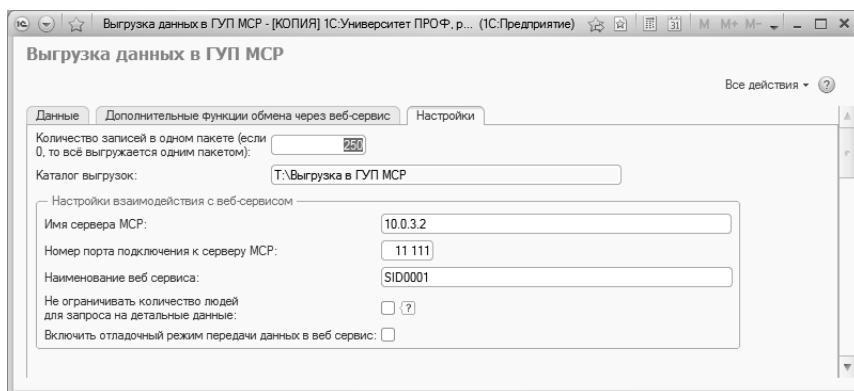 Выгрузка данных в ГУП МСР - [КОПИЯ] 1С:Университет ПРОФ, р... (1С:Предприятие) M M+ M-
Выгрузка данных в ГУП МСР
Все действия
Данные Дополнительные функции обмена через веб-сервис Настройки
Количество записей в одном пакете (если
0, то всё выгружается одним пакетом): 250
Каталог выгрузок: T:\Выгрузка в ГУП МСР
Настройки взаимодействия с веб-сервисом
Имя сервера МСР: 10.0.3.2
Номер порта подключения к серверу МСР: 11 111
Наименование веб сервиса: SID0001
Не ограничивать количество людей
для запроса на детальные данные: ?
Включить отладочный режим передачи данных в веб сервис: